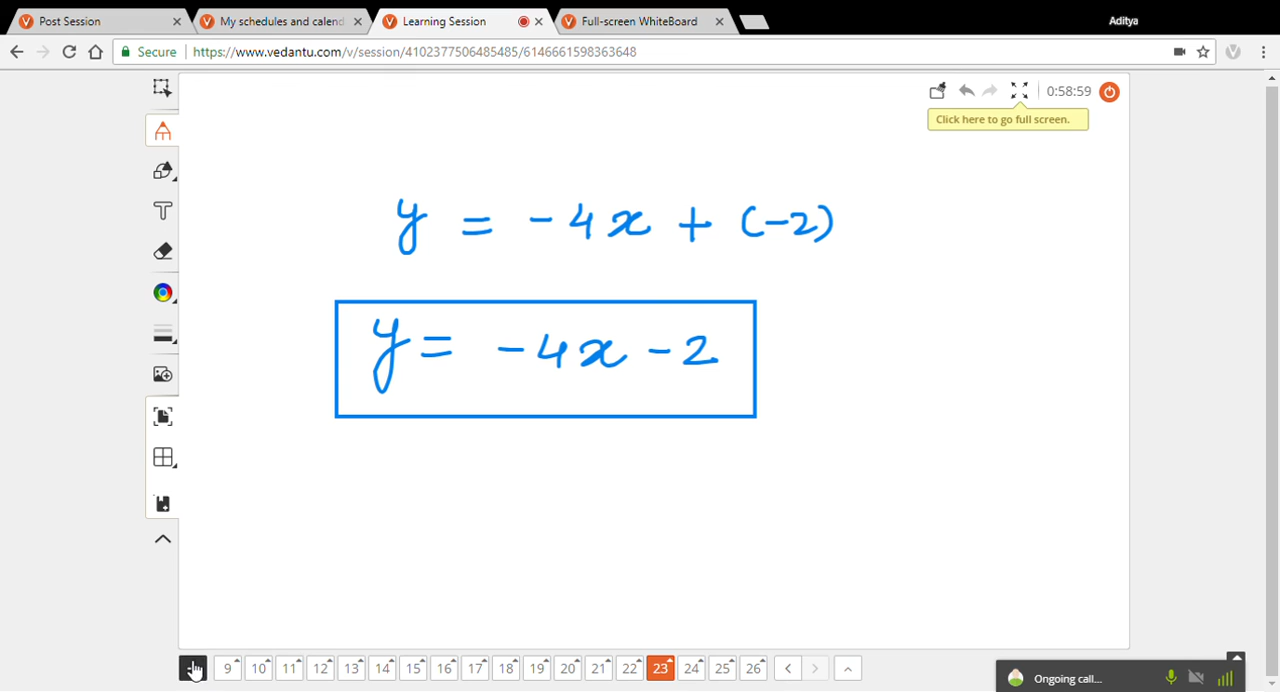 Post Session
My schedules and calend
Learning Session
Full-screen WhiteBoard
Aditya
Secure
https://www.vedantu.com/v/session/4102377506485485/6146661598363648
0:58:59
Click here to go full screen.
y = -4x + (-2)
y = -4x - 2
9 10 11 12 13 14 15 16 17 18 19 20 21 22 23 24 25 26
Ongoing call...